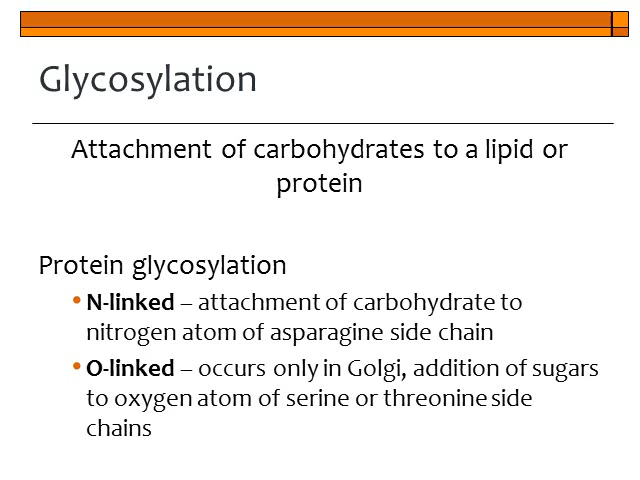 Glycosylation
Attachment of carbohydrates to a lipid or
protein
Protein glycosylation
• N-linked – attachment of carbohydrate to
nitrogen atom of asparagine side chain
• O-linked – occurs only in Golgi, addition of sugars
to oxygen atom of serine or threonine side
chains